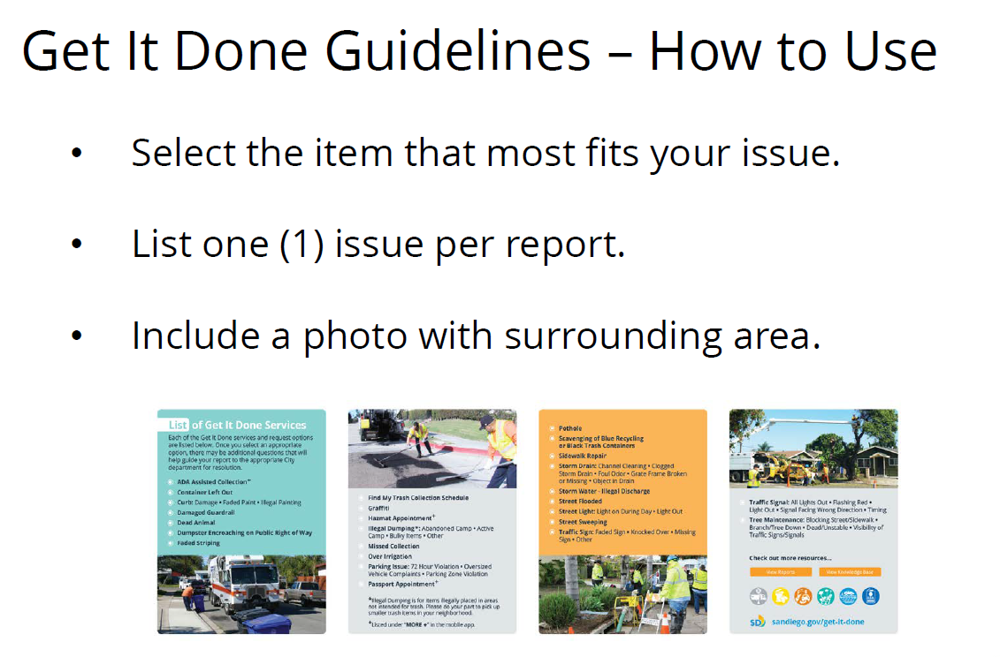 Get It Done Guidelines – How to Use
• Select the item that most fits your issue.
• List one (1) issue per report.
• Include a photo with surrounding area.
List of Get It Done Services
Each of the Get It Done services and request options
are listed below. Once you select an appropriate
option, there may be additional questions that will
help guide your report to the appropriate City
department for resolution.
ADA Assisted Collection+
Container Left Out
Curb: Damage • Faded Paint • Illegal Painting
Damaged Guardrail
Dead Animal
Dumpster Encroaching on Public Right of Way
Faded Striping
Find My Trash Collection Schedule
Graffiti
Hazmat Appointment+
Illegal Dumping*: Abandoned Camp • Active
Camp • Bulky Items • Other
Missed Collection
Over Irrigation
Parking Issue: 72 Hour Violation • Oversized
Vehicle Complaints • Parking Zone Violation
Passport Appointment+
*Illegal Dumping is for items illegally placed in areas
not intended for trash. Please do your part to pick up
smaller trash items in your neighborhood.
+Listed under "MORE +" in the mobile app.
Pothole
Scavenging of Blue Recycling
or Black Trash Containers
Sidewalk Repair
Storm Drain: Channel Cleaning • Clogged
Storm Drain • Foul Odor • Grate Frame Broken
or Missing • Object in Drain
Storm Water - Illegal Discharge
Street Flooded
Street Light: Light on During Day • Light Out
Street Sweeping
Traffic Sign: Faded Sign • Knocked Over • Missing
Sign • Other
Traffic Signal: All Lights Out • Flashing Red •
Light Out • Signal Facing Wrong Direction • Timing
Tree Maintenance: Blocking Street/Sidewalk •
Branch/Tree Down • Dead/Unstable • Visibility of
Traffic Signs/Signals
Check out more resources...
View Reports
View Knowledge Base
SD sandiego.gov/get-it-done